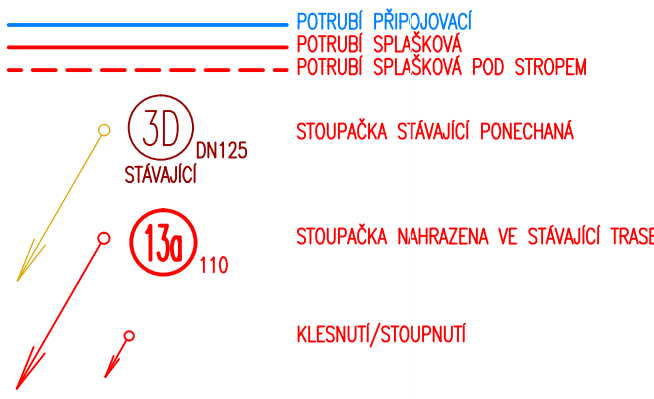 POTRUBÍ PŘIPOJOVACÍ
POTRUBÍ SPLAŠKOVÁ
POTRUBÍ SPLAŠKOVÁ POD STROPEM
3D
DN125
STÁVAJÍCÍ
STOUPAČKA STÁVAJÍCÍ PONECHANÁ
13a
110
STOUPAČKA NAHRAZENA VE STÁVAJÍCÍ TRASE
KLESNUTÍ/STOUPNUTÍ